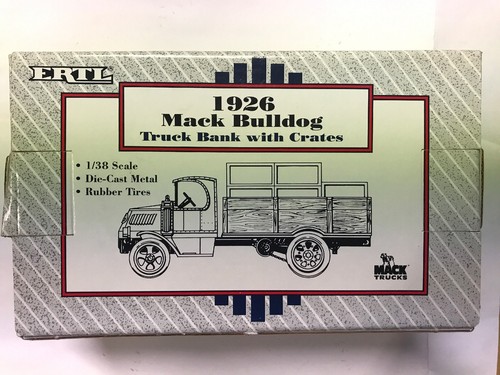 ERTL
1926
Mack Bulldog
Truck Bank with Crates
• 1/38 Scale
• Die-Cast Metal
• Rubber Tires
MACK
TRUCKS